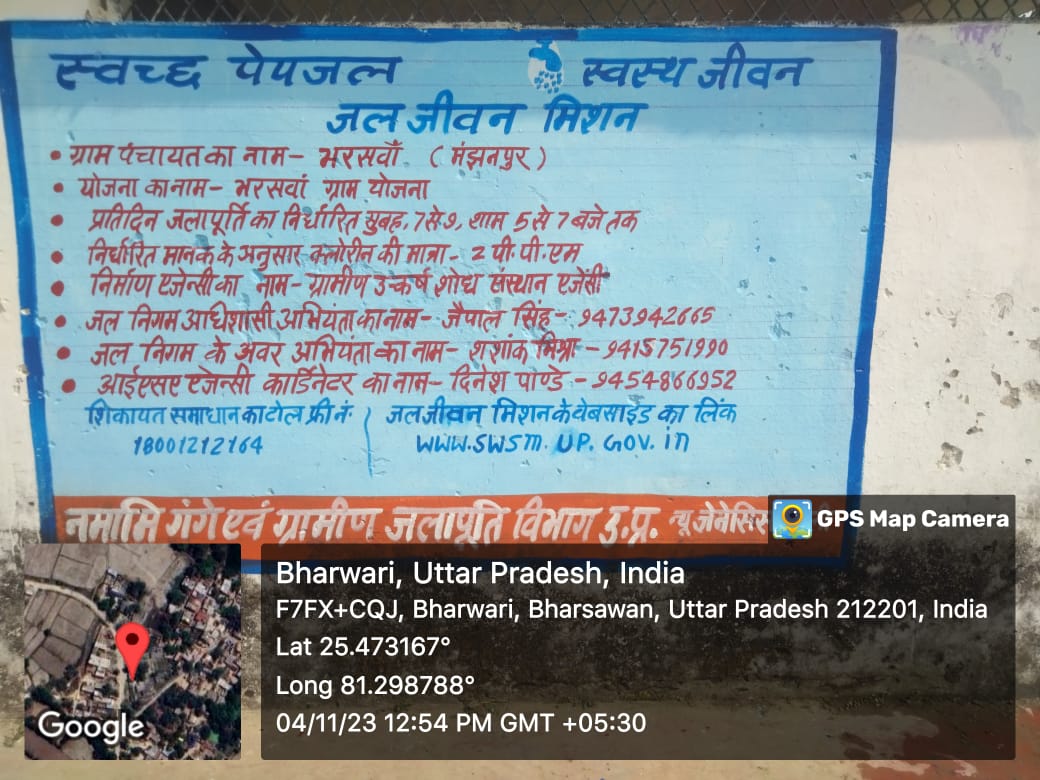 स्वच्छ पेयजल स्वस्थ जीवन
जल जीवन मिशन
• ग्राम पंचायत का नाम - भरसवाँ ( मंझनपुर )
• योजना का नाम - भरसवां ग्राम योजना
• प्रतिदिन जलापूर्ति का निर्धारित सुबह, 7 से 9, शाम 5 से 7 बजे तक
• निर्धारित मानक के अनुसार क्लोरीन की मात्रा - 2 पी.पी.एम
• निर्माण एजेन्सी का नाम - ग्रामीण उत्कर्ष शोध संस्थान एजेंसी
• जल निगम अधिशासी अभियंता का नाम - जैपाल सिंह - 9473942665
• जल निगम के अवर अभियंता का नाम - शशांक मिश्रा - 9415751990
• आईएसए एजेन्सी कार्डिनेटर का नाम - दिनेश पाण्डे - 9454866952
शिकायत समाधान का टोल फ्री नं:
18001212164
जल जीवन मिशन के वेबसाइड का लिंक
www.swsm.UP.Gov.in
नमामि गंगे एवं ग्रामीण जलापूर्ति विभाग उ.प्र. न्यू जेनेसिस
GPS Map Camera
Bharwari, Uttar Pradesh, India
F7FX+CQJ, Bharwari, Bharsawan, Uttar Pradesh 212201, India
Lat 25.473167°
Long 81.298788°
04/11/23 12:54 PM GMT +05:30
Google